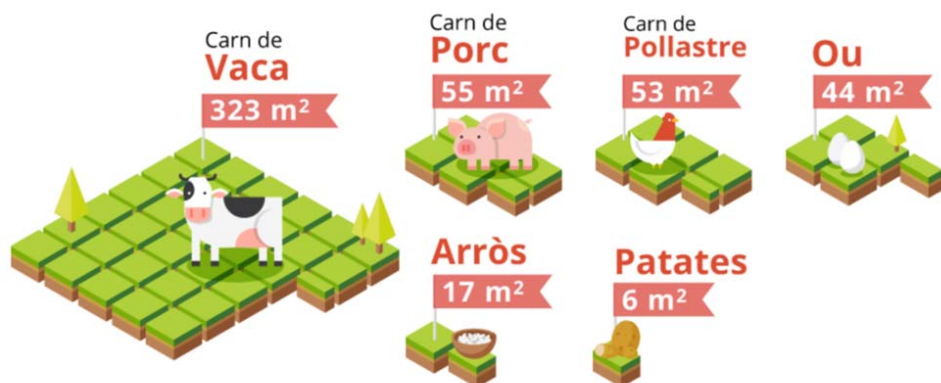 Carn de
Vaca
323 m²
Carn de
Porc
55 m²
Carn de
Pollastre
53 m²
Ou
44 m²
Arròs
17 m²
Patates
6 m²